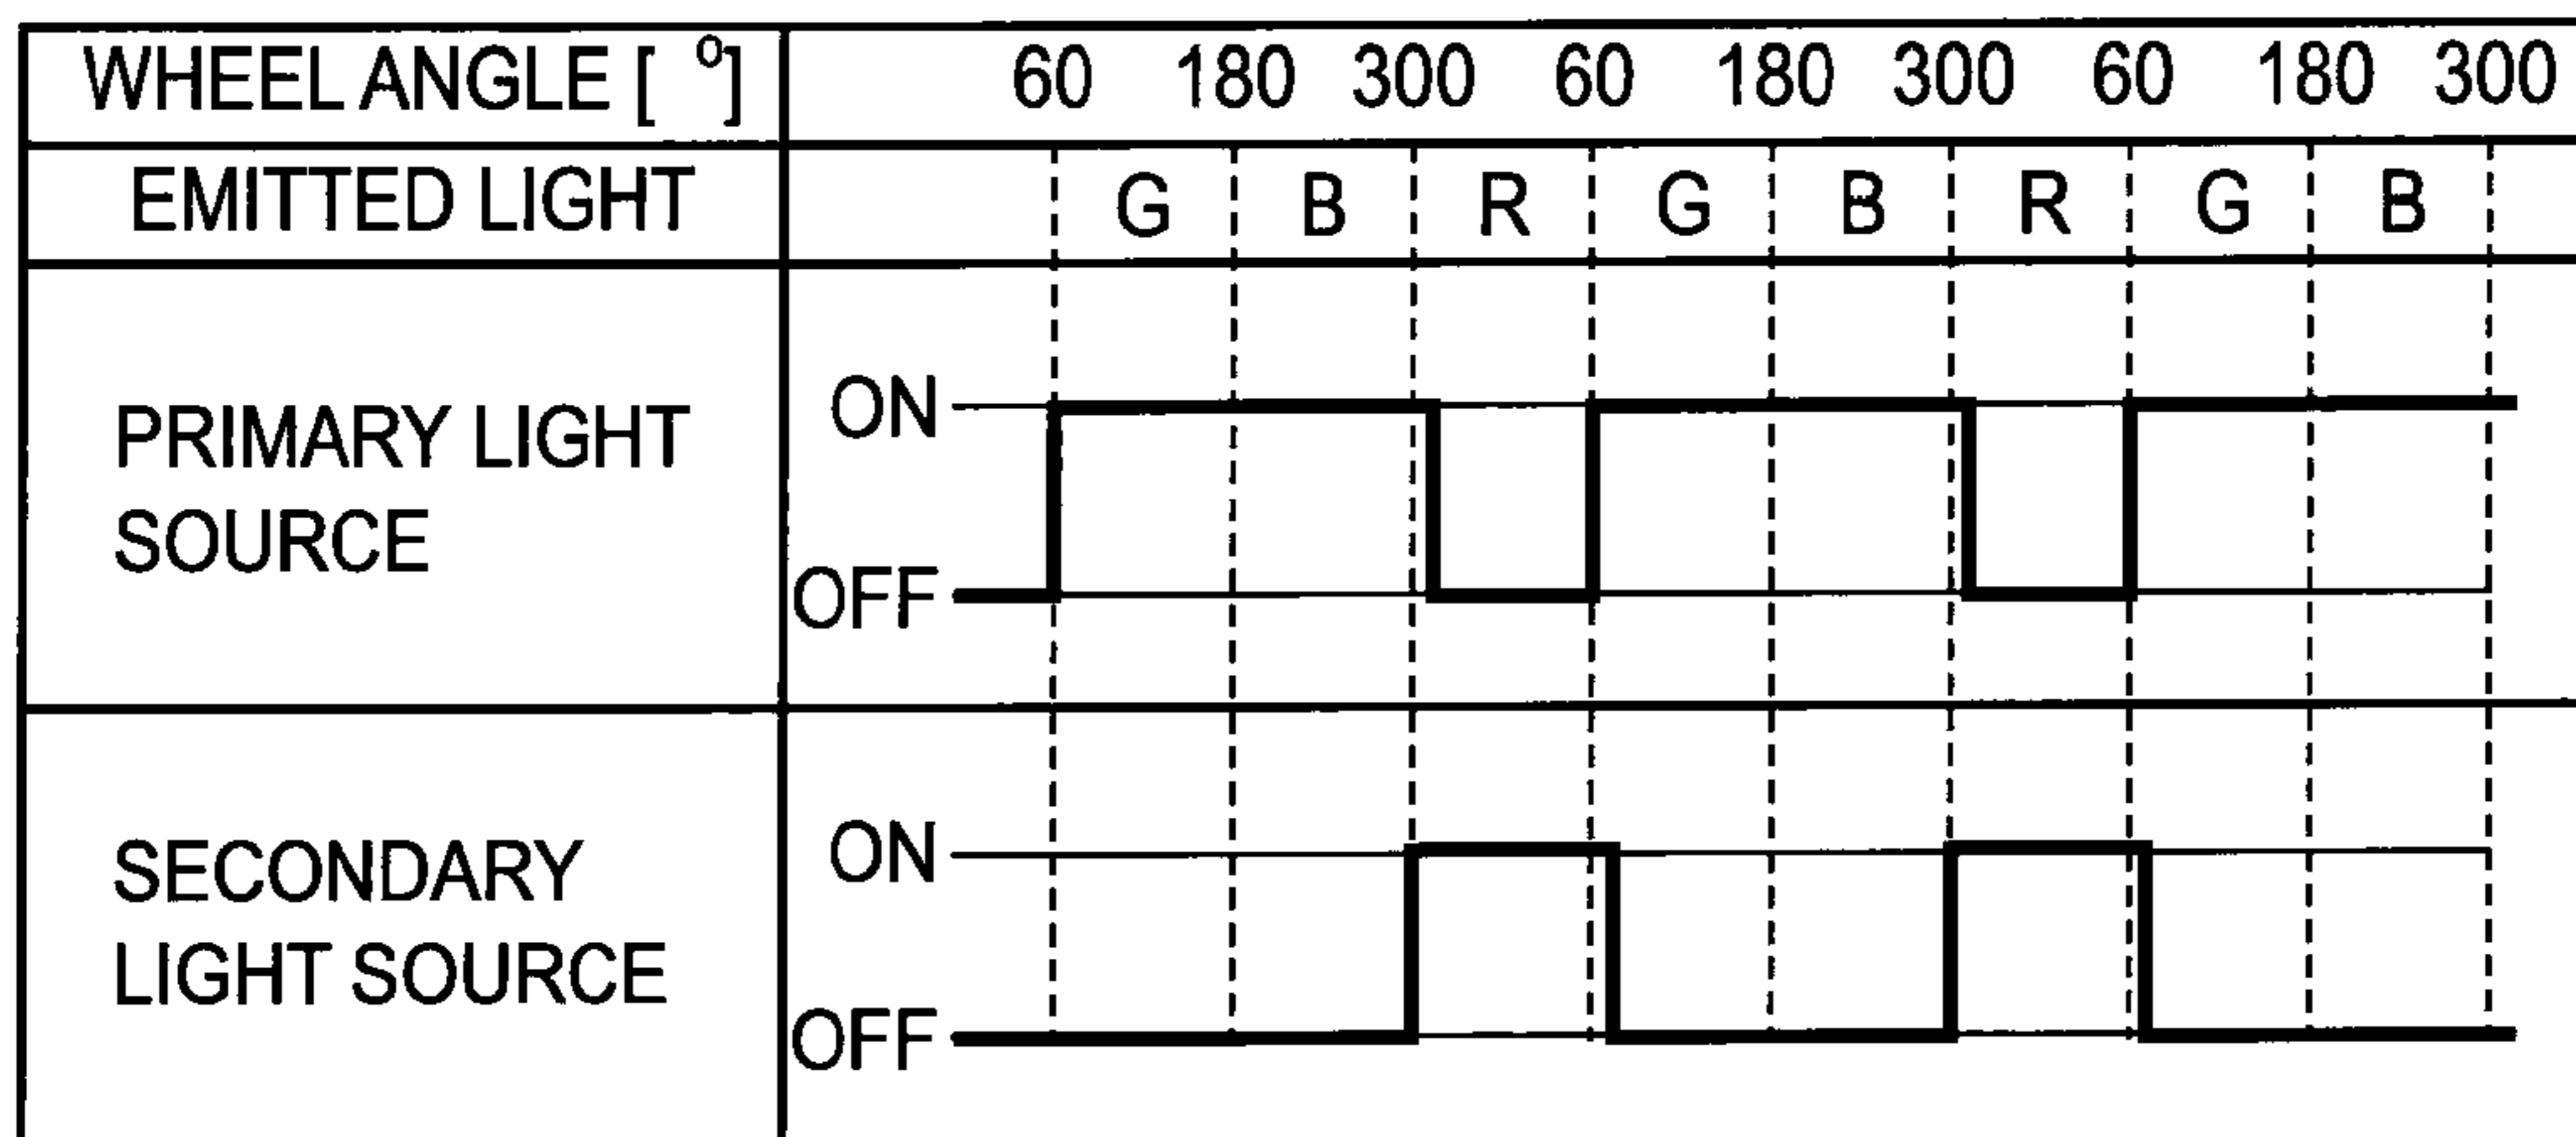 WHEEL ANGLE [ °] 60 180 300 60 180 300 60 180 300
EMITTED LIGHT G B R G B R G B
PRIMARY LIGHT
SOURCE
ON
OFF
SECONDARY
LIGHT SOURCE
ON
OFF